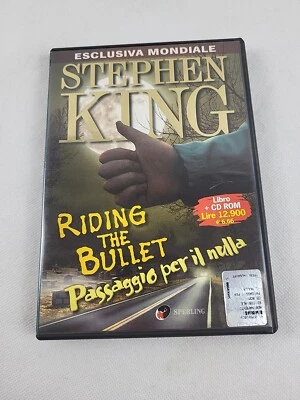 ESCLUSIVA MONDIALE
STEPHEN
KING
Libro
+ CD ROM
Lire 12.900
€ 6,66
RIDING
THE
BULLET
Passaggio per il nulla
SPERLING